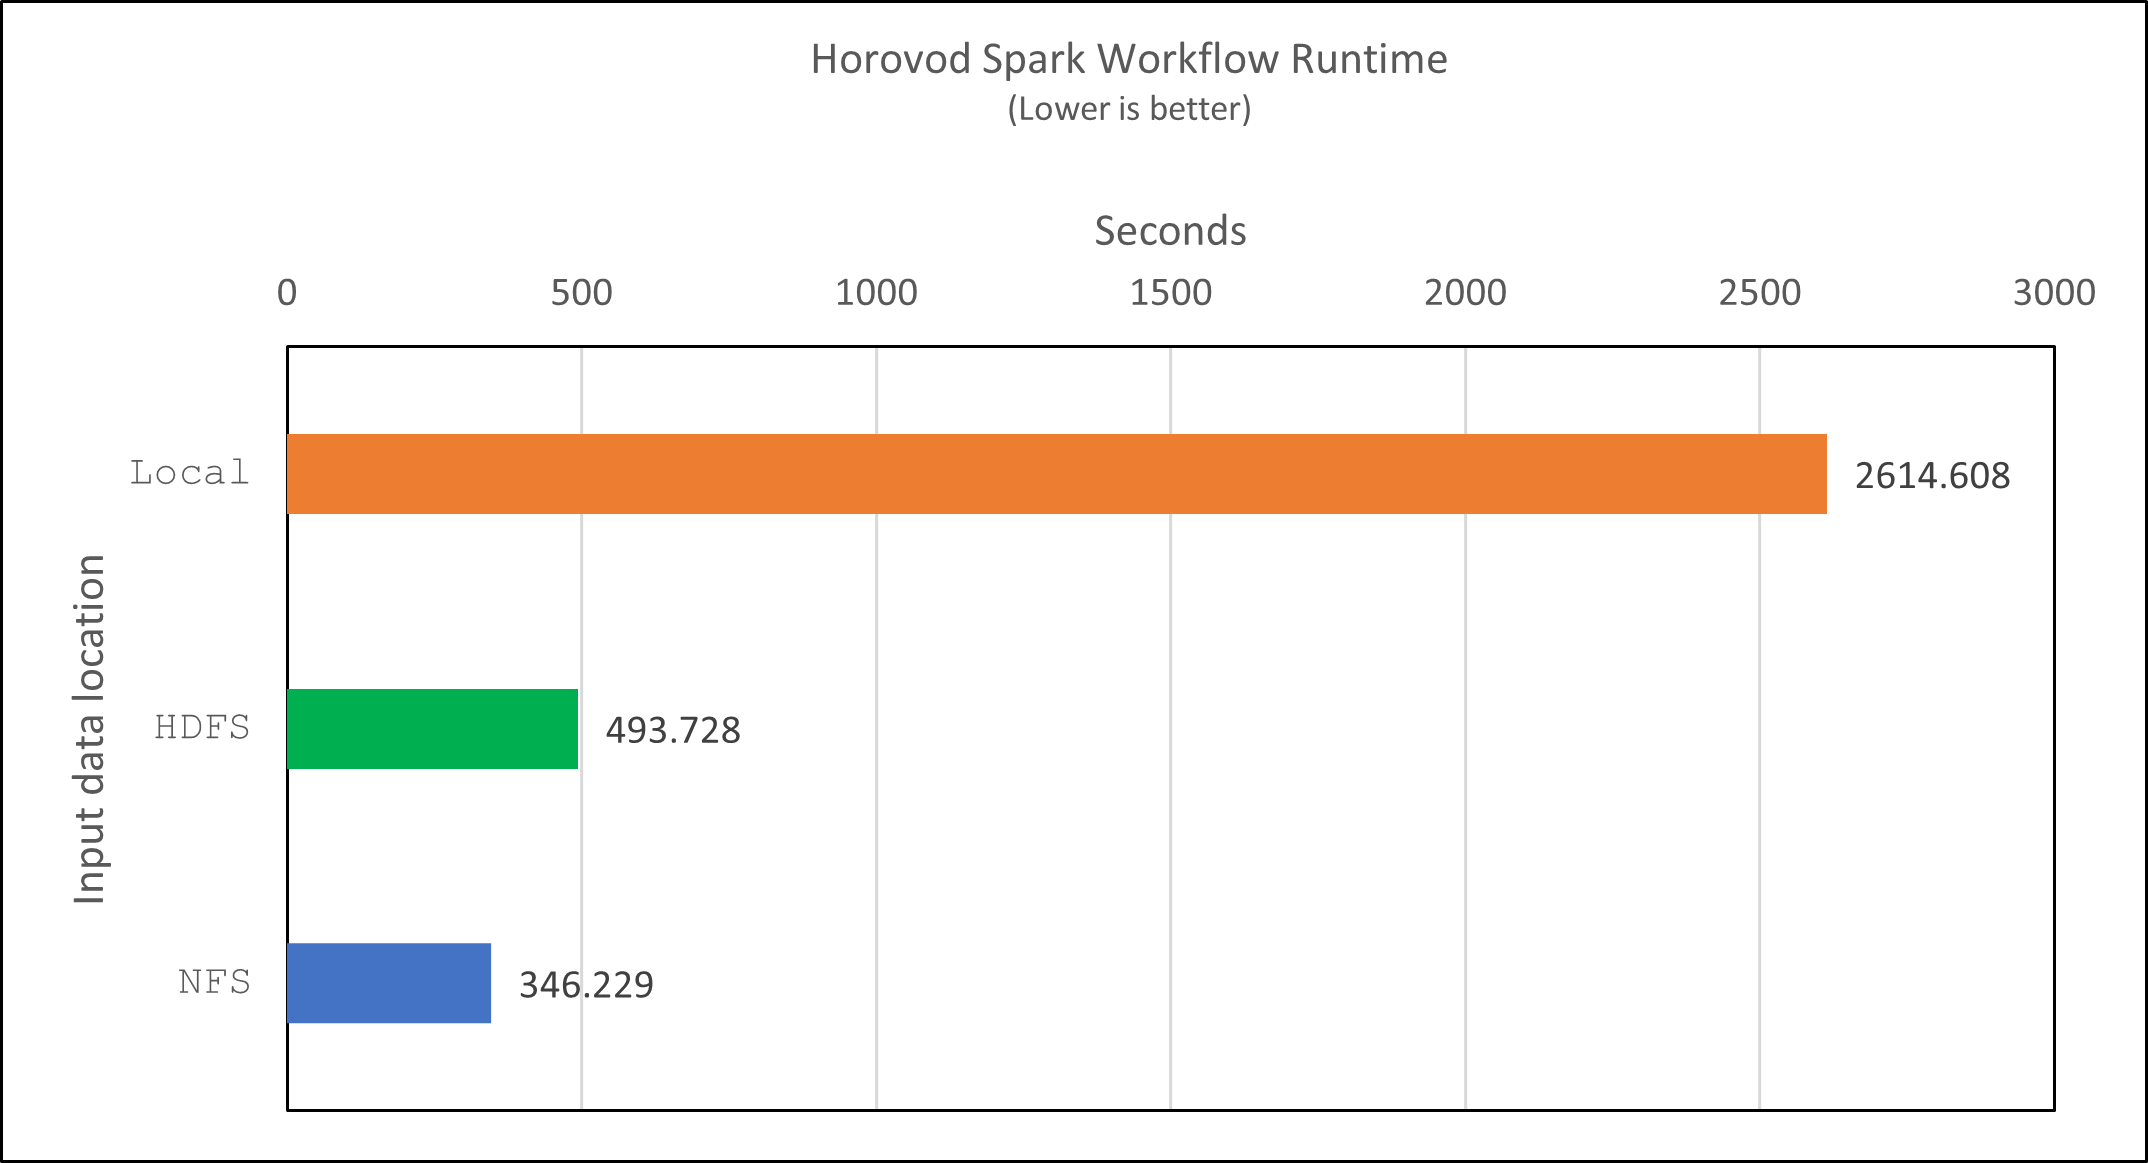 Horovod Spark Workflow Runtime
(Lower is better)
Seconds
0 500 1000 1500 2000 2500 3000
Input data location
Local 2614.608
HDFS 493.728
NFS 346.229